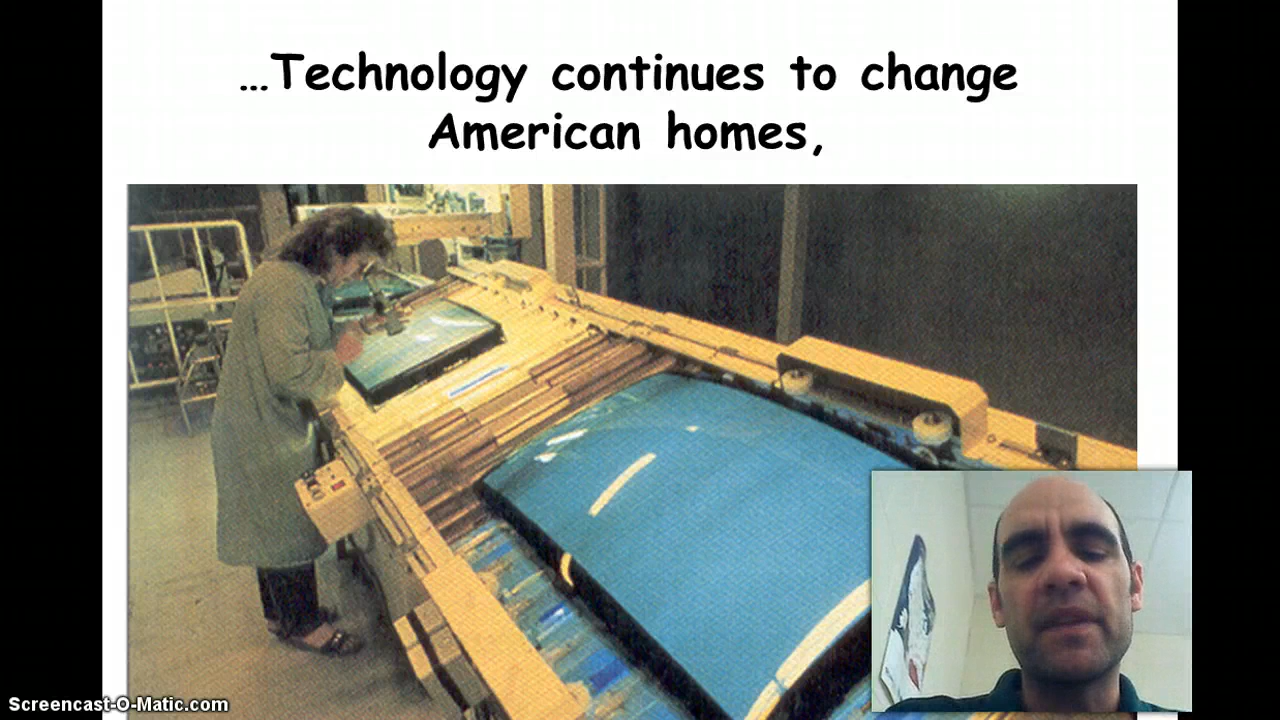 …Technology continues to change
American homes,
Screencast-O-Matic.com